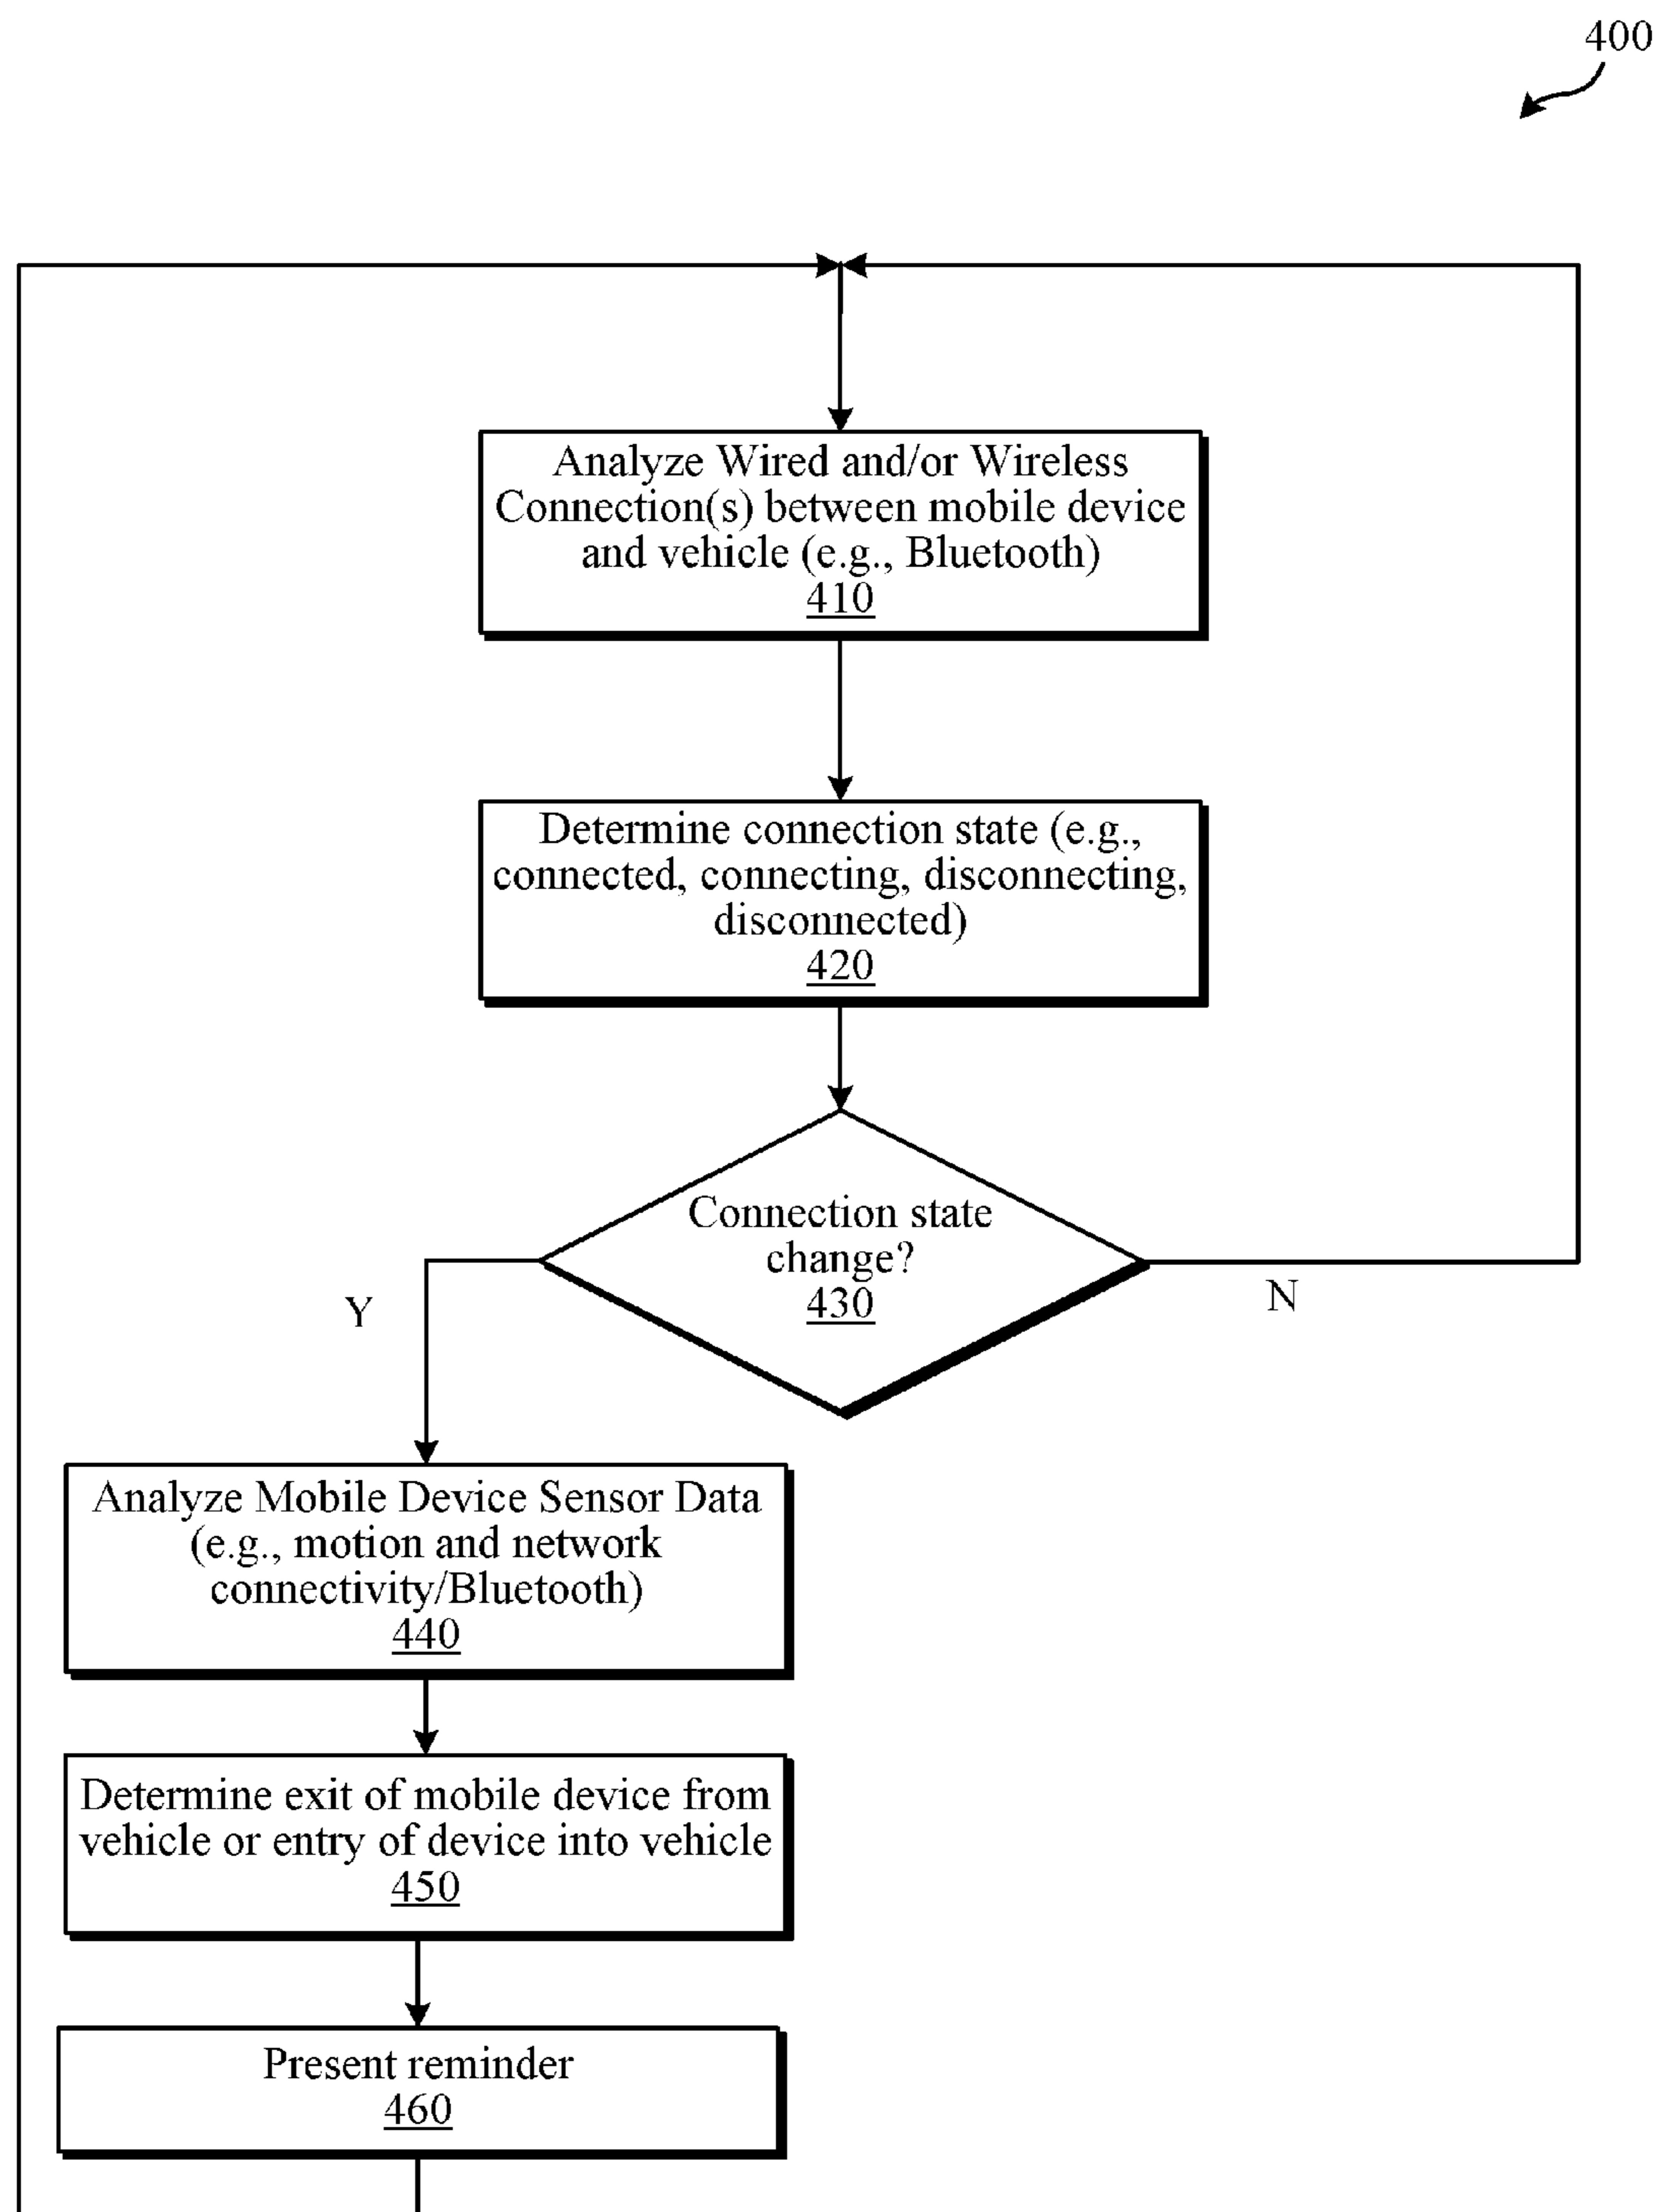 400
Analyze Wired and/or Wireless
Connection(s) between mobile device
and vehicle (e.g., Bluetooth)
410
Determine connection state (e.g.,
connected, connecting, disconnecting,
disconnected)
420
Connection state
change?
430
Y
N
Analyze Mobile Device Sensor Data
(e.g., motion and network
connectivity/Bluetooth)
440
Determine exit of mobile device from
vehicle or entry of device into vehicle
450
Present reminder
460